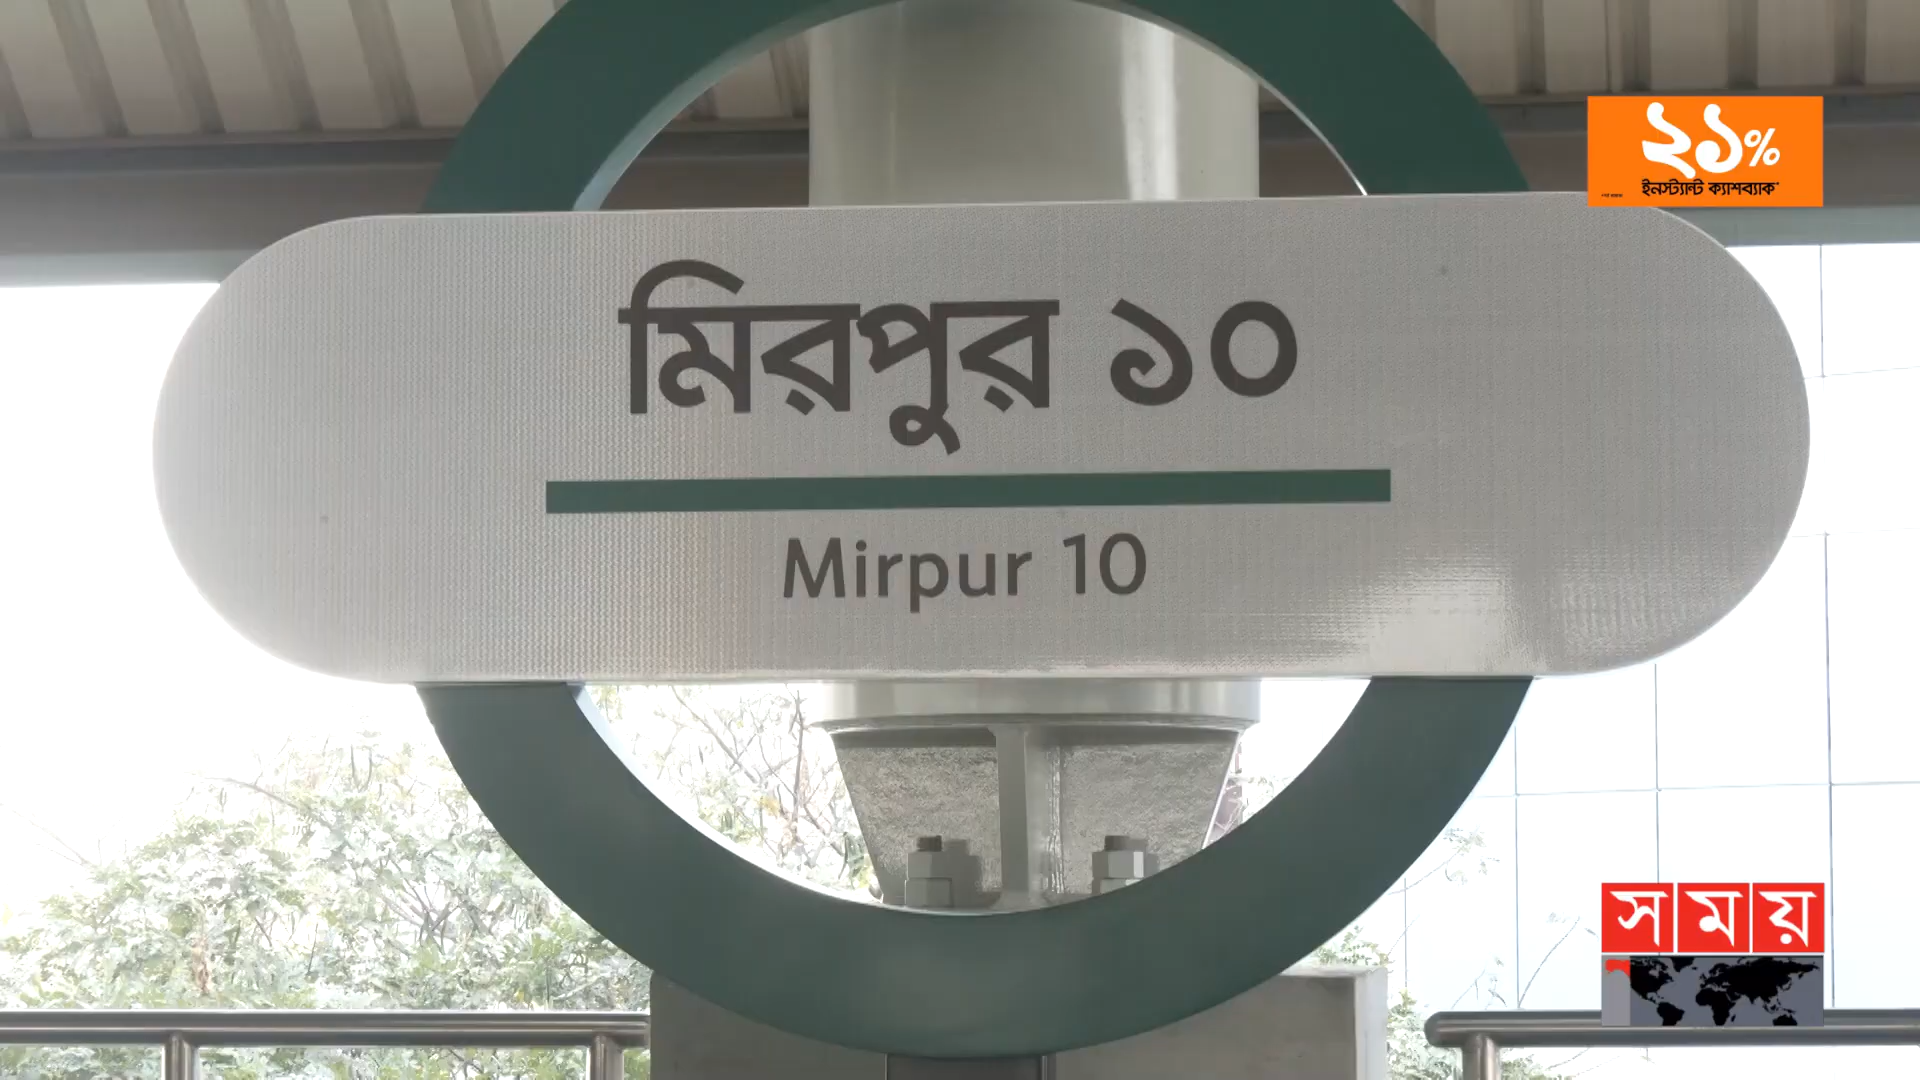 ২১%
ইনস্ট্যান্ট ক্যাশব্যাক*
মিরপুর ১০
Mirpur 10
সময়